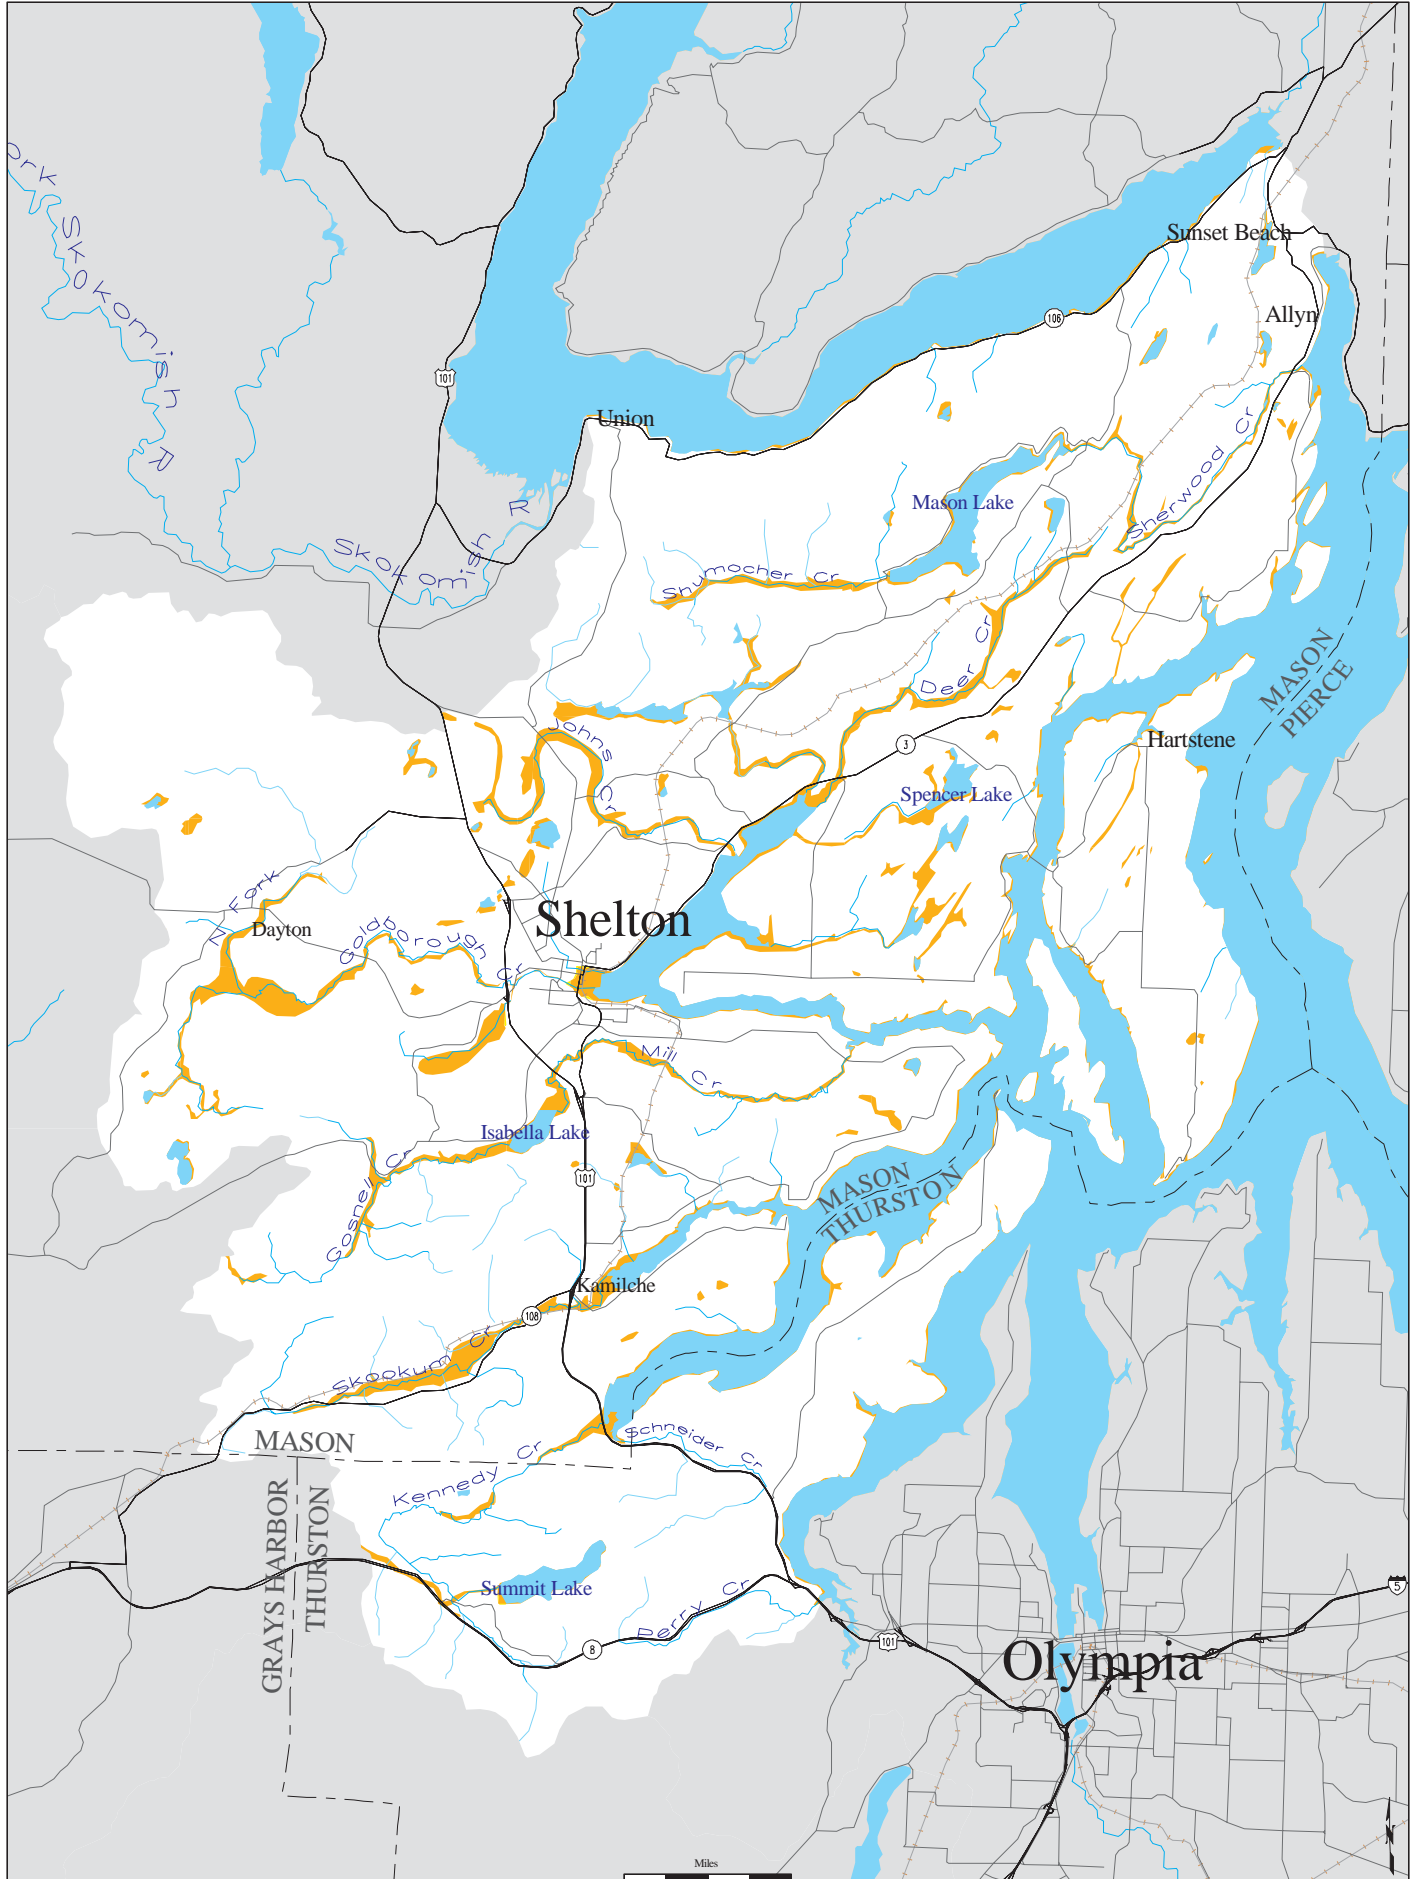 ork Skokomish R
Sunset Beach
Allyn
106
101
Union
Skokomish R
Mason Lake
Sherwood Cr
Shumocher Cr
Deer Cr
MASON
PIERCE
Johns Cr
Hartstene
3
Spencer Lake
N Fork
Dayton
Goldborough Cr
Shelton
Mill Cr
Isabella Lake
Gosnell Cr
101
MASON
THURSTON
Kamilche
108
Skookum Cr
MASON
GRAYS HARBOR
THURSTON
Kennedy Cr
Schneider Cr
Summit Lake
Perry Cr
8
101
5
Olympia
Miles
N